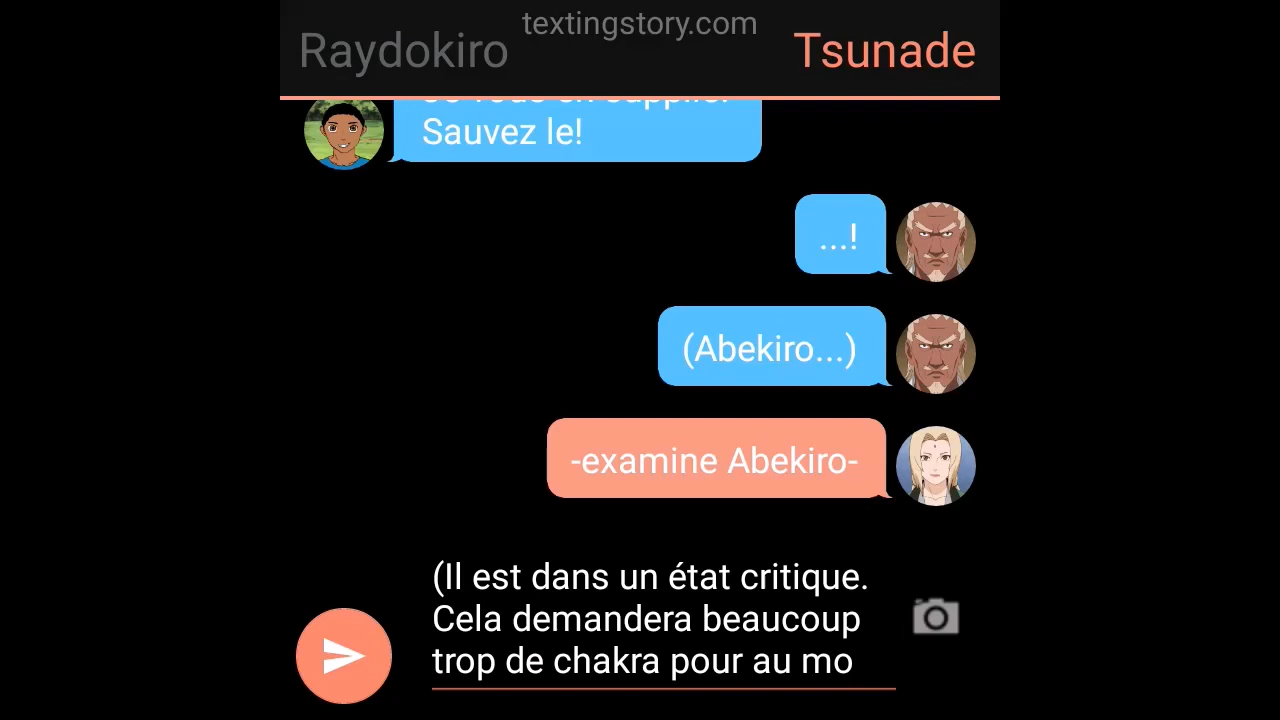 textingstory.com
Raydokiro
Tsunade
Sauvez le!
...!
(Abekiro...)
-examine Abekiro-
(Il est dans un état critique.
Cela demandera beaucoup
trop de chakra pour au mo